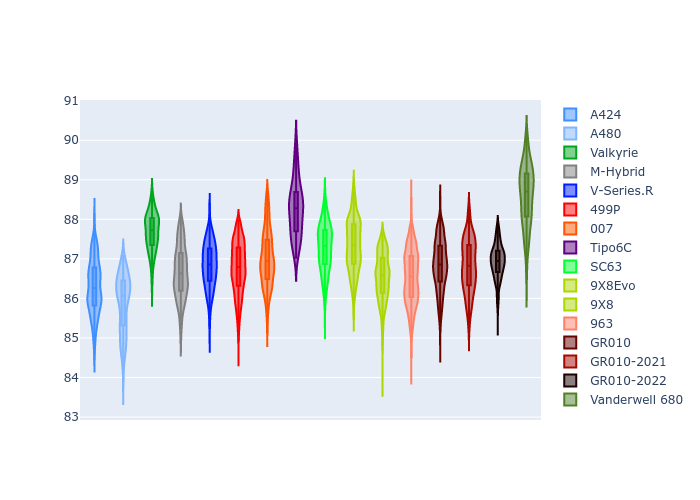 91
90
89
88
87
86
85
84
83
A424
A480
Valkyrie
M-Hybrid
V-Series.R
499P
007
Tipo6C
SC63
9X8Evo
9X8
963
GR010
GR010-2021
GR010-2022
Vanderwell 680